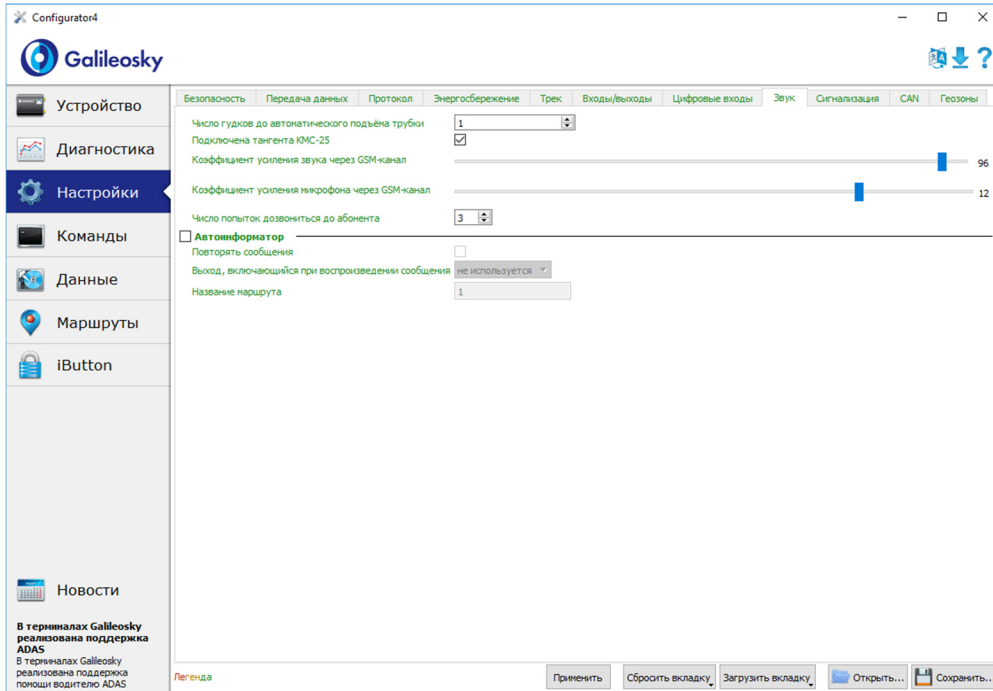 Configurator4
Galileosky
Устройство
Диагностика
Настройки
Команды
Данные
Маршруты
iButton
Новости
В терминалах Galileosky
реализована поддержка
ADAS
В терминалах Galileosky
реализована поддержка
помощи водителю ADAS
Безопасность Передача данных Протокол Энергосбережение Трек Входы/выходы Цифровые входы Звук Сигнализация CAN Геозоны
Число гудков до автоматического подъёма трубки 1
Подключена тангента КМС-25
Коэффициент усиления звука через GSM-канал 96
Коэффициент усиления микрофона через GSM-канал 12
Число попыток дозвониться до абонента 3
Автоинформатор
Повторять сообщения
Выход, включающийся при воспроизведении сообщения не используется
Название маршрута 1
Легенда Применить Сбросить вкладку Загрузить вкладку Открыть... Сохранить...